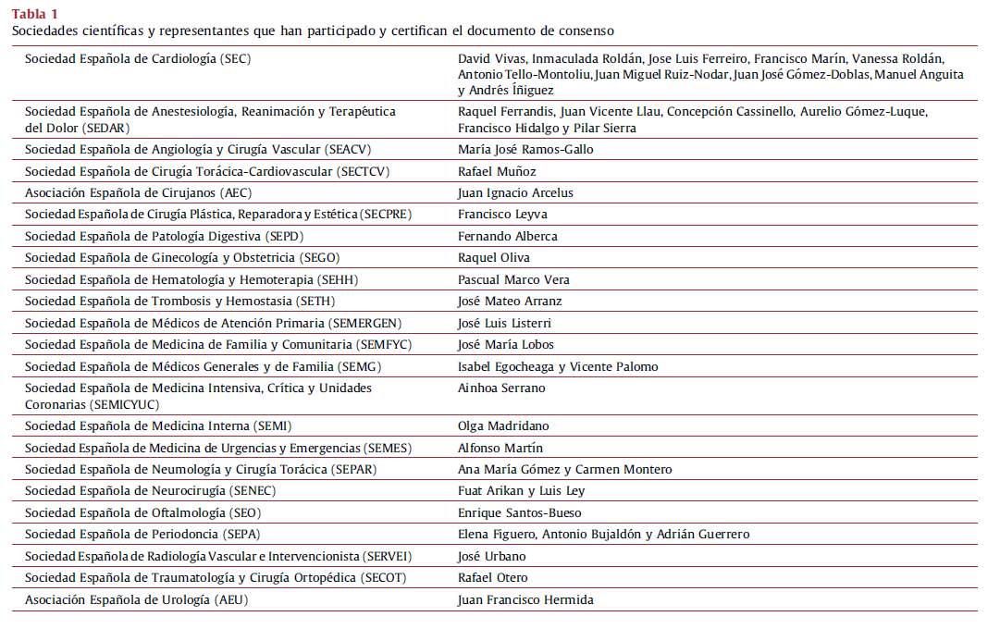 Tabla 1
Sociedades científicas y representantes que han participado y certifican el documento de consenso
Sociedad Española de Cardiología (SEC) David Vivas, Inmaculada Roldán, Jose Luis Ferreiro, Francisco Marín, Vanessa Roldán,
Antonio Tello-Montoliu, Juan Miguel Ruiz-Nodar, Juan José Gómez-Doblas, Manuel Anguita
y Andrés Íñiguez
Sociedad Española de Anestesiología, Reanimación y Terapéutica Raquel Ferrandis, Juan Vicente Llau, Concepción Cassinello, Aurelio Gómez-Luque,
del Dolor (SEDAR) Francisco Hidalgo y Pilar Sierra
Sociedad Española de Angiología y Cirugía Vascular (SEACV) María José Ramos-Gallo
Sociedad Española de Cirugía Torácica-Cardiovascular (SECTCV) Rafael Muñoz
Asociación Española de Cirujanos (AEC) Juan Ignacio Arcelus
Sociedad Española de Cirugía Plástica, Reparadora y Estética (SECPRE) Francisco Leyva
Sociedad Española de Patología Digestiva (SEPD) Fernando Alberca
Sociedad Española de Ginecología y Obstetricia (SEGO) Raquel Oliva
Sociedad Española de Hematología y Hemoterapia (SEHH) Pascual Marco Vera
Sociedad Española de Trombosis y Hemostasia (SETH) José Mateo Arranz
Sociedad Española de Médicos de Atención Primaria (SEMERGEN) José Luis Listerri
Sociedad Española de Medicina de Familia y Comunitaria (SEMFYC) José María Lobos
Sociedad Española de Médicos Generales y de Familia (SEMG) Isabel Egocheaga y Vicente Palomo
Sociedad Española de Medicina Intensiva, Crítica y Unidades Ainhoa Serrano
Coronarias (SEMICYUC)
Sociedad Española de Medicina Interna (SEMI) Olga Madridano
Sociedad Española de Medicina de Urgencias y Emergencias (SEMES) Alfonso Martín
Sociedad Española de Neumología y Cirugía Torácica (SEPAR) Ana María Gómez y Carmen Montero
Sociedad Española de Neurocirugía (SENEC) Fuat Arikan y Luis Ley
Sociedad Española de Oftalmología (SEO) Enrique Santos-Bueso
Sociedad Española de Periodoncia (SEPA) Elena Figuero, Antonio Bujaldón y Adrián Guerrero
Sociedad Española de Radiología Vascular e Intervencionista (SERVEI) José Urbano
Sociedad Española de Traumatología y Cirugía Ortopédica (SECOT) Rafael Otero
Asociación Española de Urología (AEU) Juan Francisco Hermida